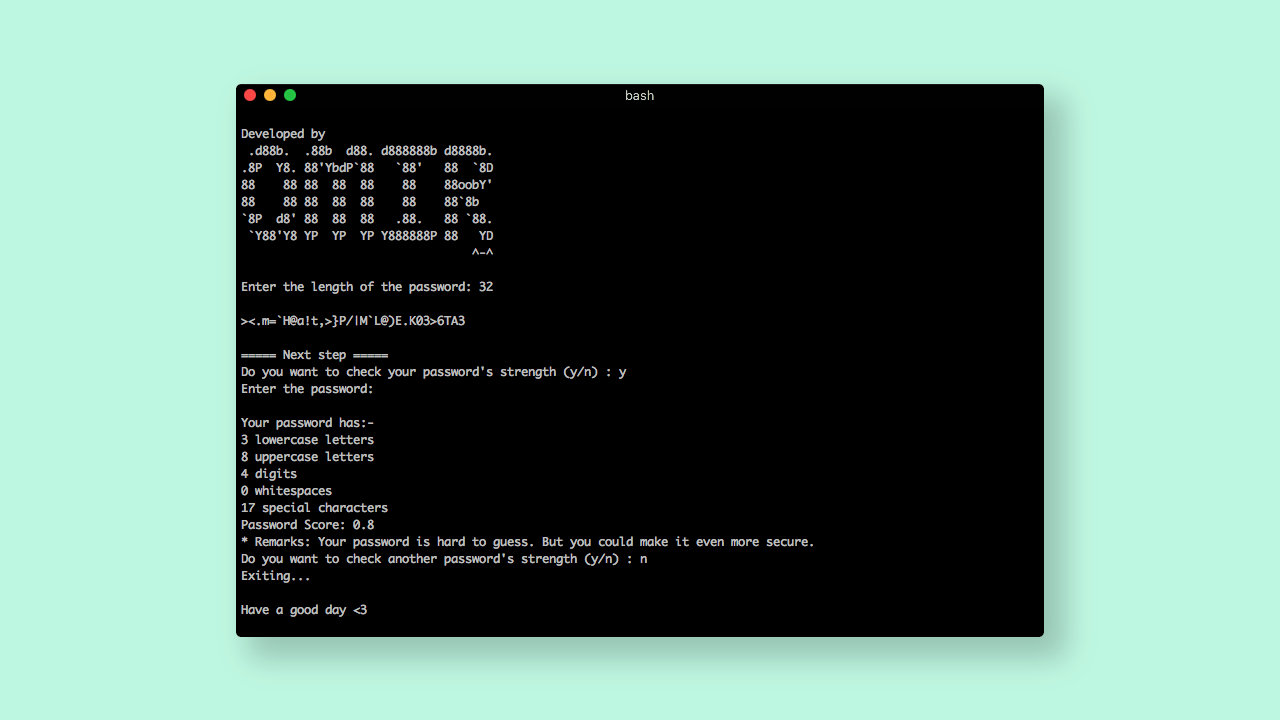 bash
Developed by
 .d88b.  .88b  d88. d888888b d8888b.
.8P  Y8. 88'YbdP`88   `88'   88  `8D
88    88 88  88  88    88    88oobY'
88    88 88  88  88    88    88`8b
`8P  d8' 88  88  88   .88.   88 `88.
 `Y88'Y8 YP  YP  YP Y888888P 88   YD
                                 ^-^
Enter the length of the password: 32
><.m=`H@a!t,>}P/|M`L@)E.K03>6TA3
===== Next step =====
Do you want to check your password's strength (y/n) : y
Enter the password:
Your password has:-
3 lowercase letters
8 uppercase letters
4 digits
0 whitespaces
17 special characters
Password Score: 0.8
* Remarks: Your password is hard to guess. But you could make it even more secure.
Do you want to check another password's strength (y/n) : n
Exiting...
Have a good day <3